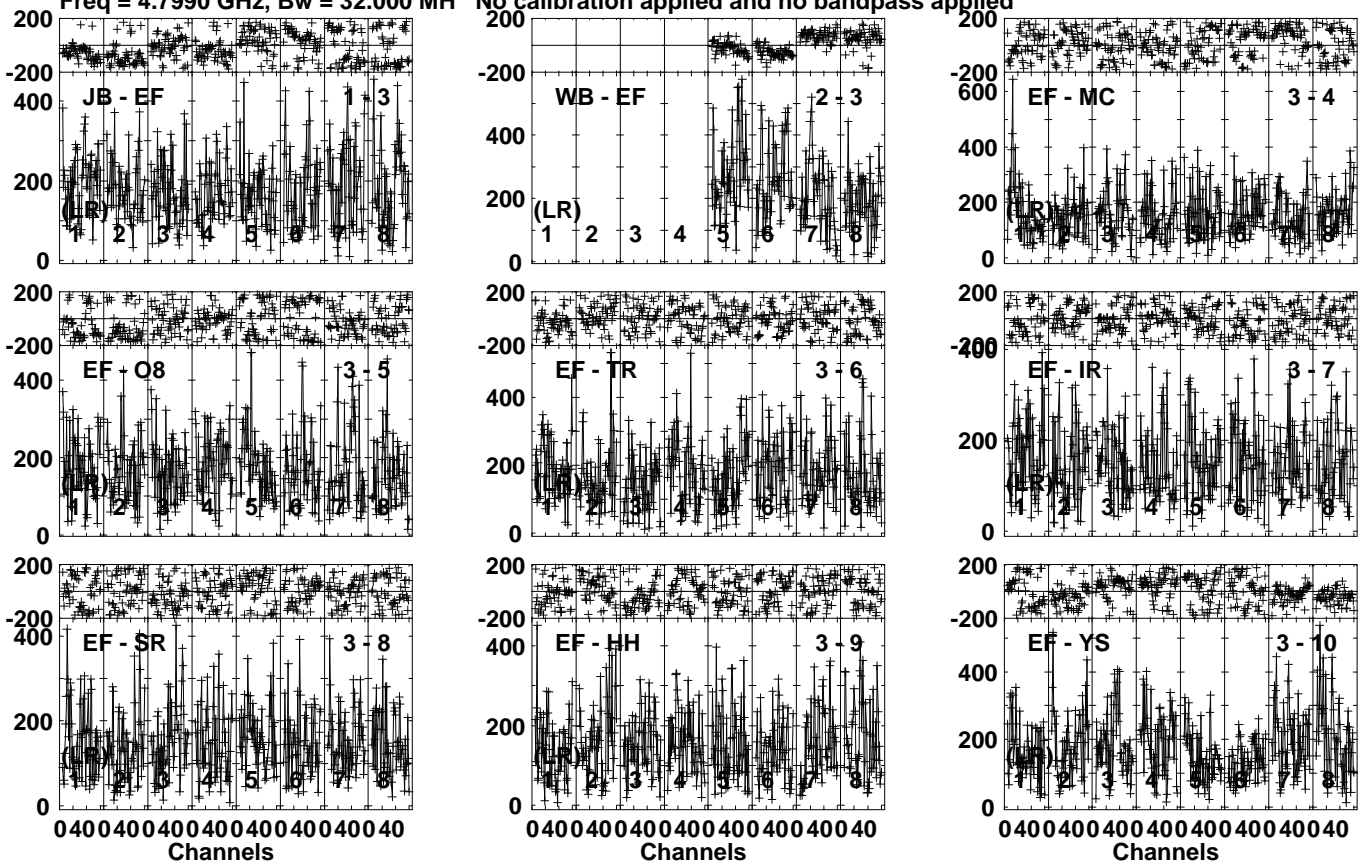 Freq = 4.7990 GHz, Bw = 32.000 MH No calibration applied and no bandpass applied
200
-200
JB - EF 1 - 3
400
200
0
(LR)
1 2 3 4 5 6 7 8
200
-200
WB - EF 2 - 3
600
400
200
0
(LR)
1 2 3 4 5 6 7 8
200
-200
EF - MC 3 - 4
600
400
200
0
(LR)
1 2 3 4 5 6 7 8
200
-200
EF - O8 3 - 5
400
200
0
(LR)
1 2 3 4 5 6 7 8
200
-200
EF - TR 3 - 6
400
200
0
(LR)
1 2 3 4 5 6 7 8
200
-200
EF - IR 3 - 7
400
200
0
(LR)
1 2 3 4 5 6 7 8
200
-200
EF - SR 3 - 8
400
200
0
(LR)
1 2 3 4 5 6 7 8
0 40 0 40 0 40 0 40 0 40 0 40 0 40 0 40
Channels
200
-200
EF - HH 3 - 9
400
200
0
(LR)
1 2 3 4 5 6 7 8
0 40 0 40 0 40 0 40 0 40 0 40 0 40 0 40
Channels
200
-200
EF - YS 3 - 10
400
200
0
(LR)
1 2 3 4 5 6 7 8
0 40 0 40 0 40 0 40 0 40 0 40 0 40 0 40
Channels